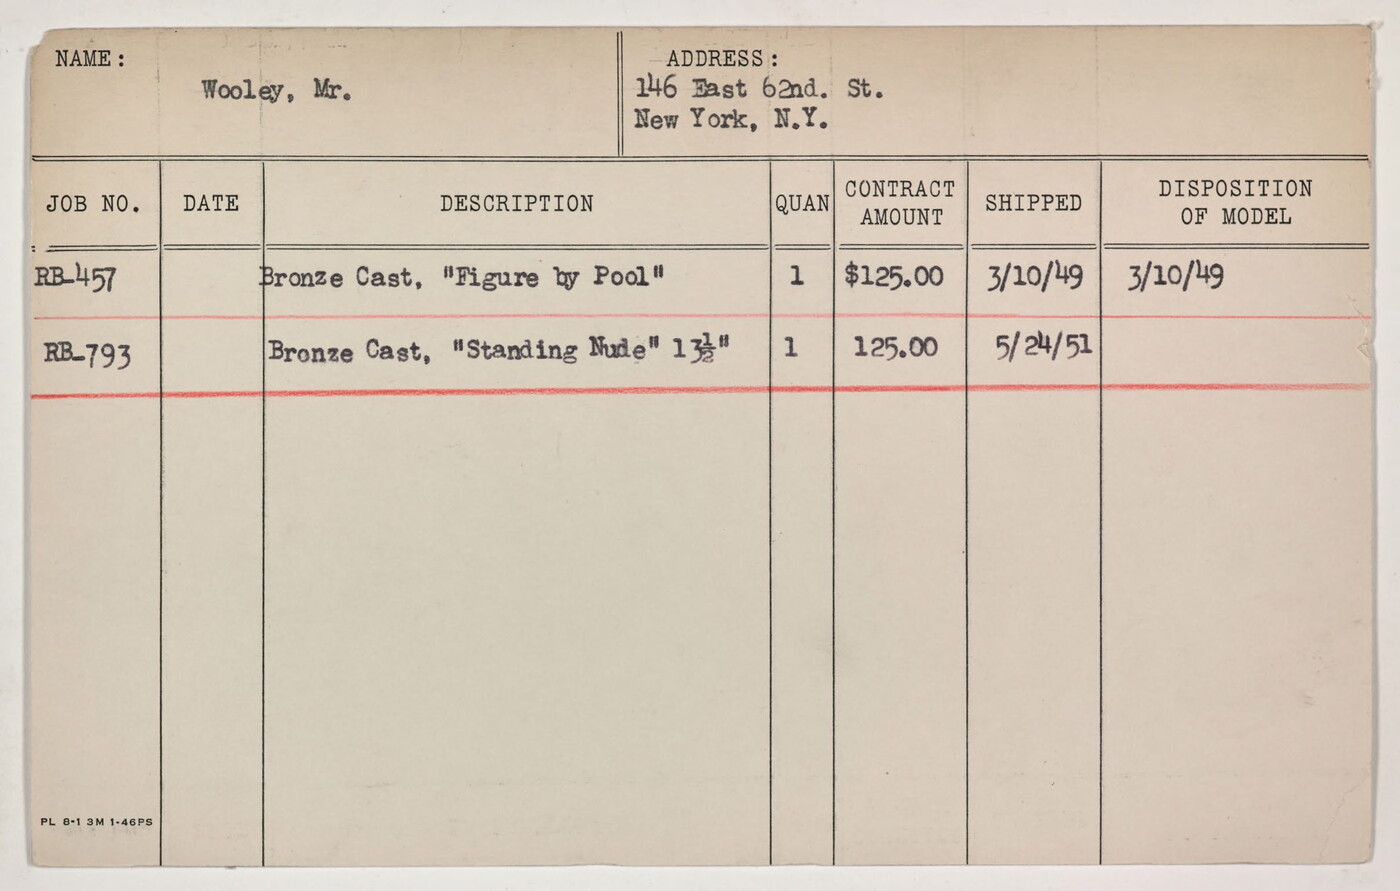 NAME: ADDRESS:
Wooley, Mr. 146 East 62nd. St.
New York, N.Y.
JOB NO. DATE DESCRIPTION QUAN CONTRACT AMOUNT SHIPPED DISPOSITION OF MODEL
RB-457 Bronze Cast, "Figure by Pool" 1 $125.00 3/10/49 3/10/49
RB-793 Bronze Cast, "Standing Nude" 13½" 1 125.00 5/24/51
PL 8-1 3M 1-46PS